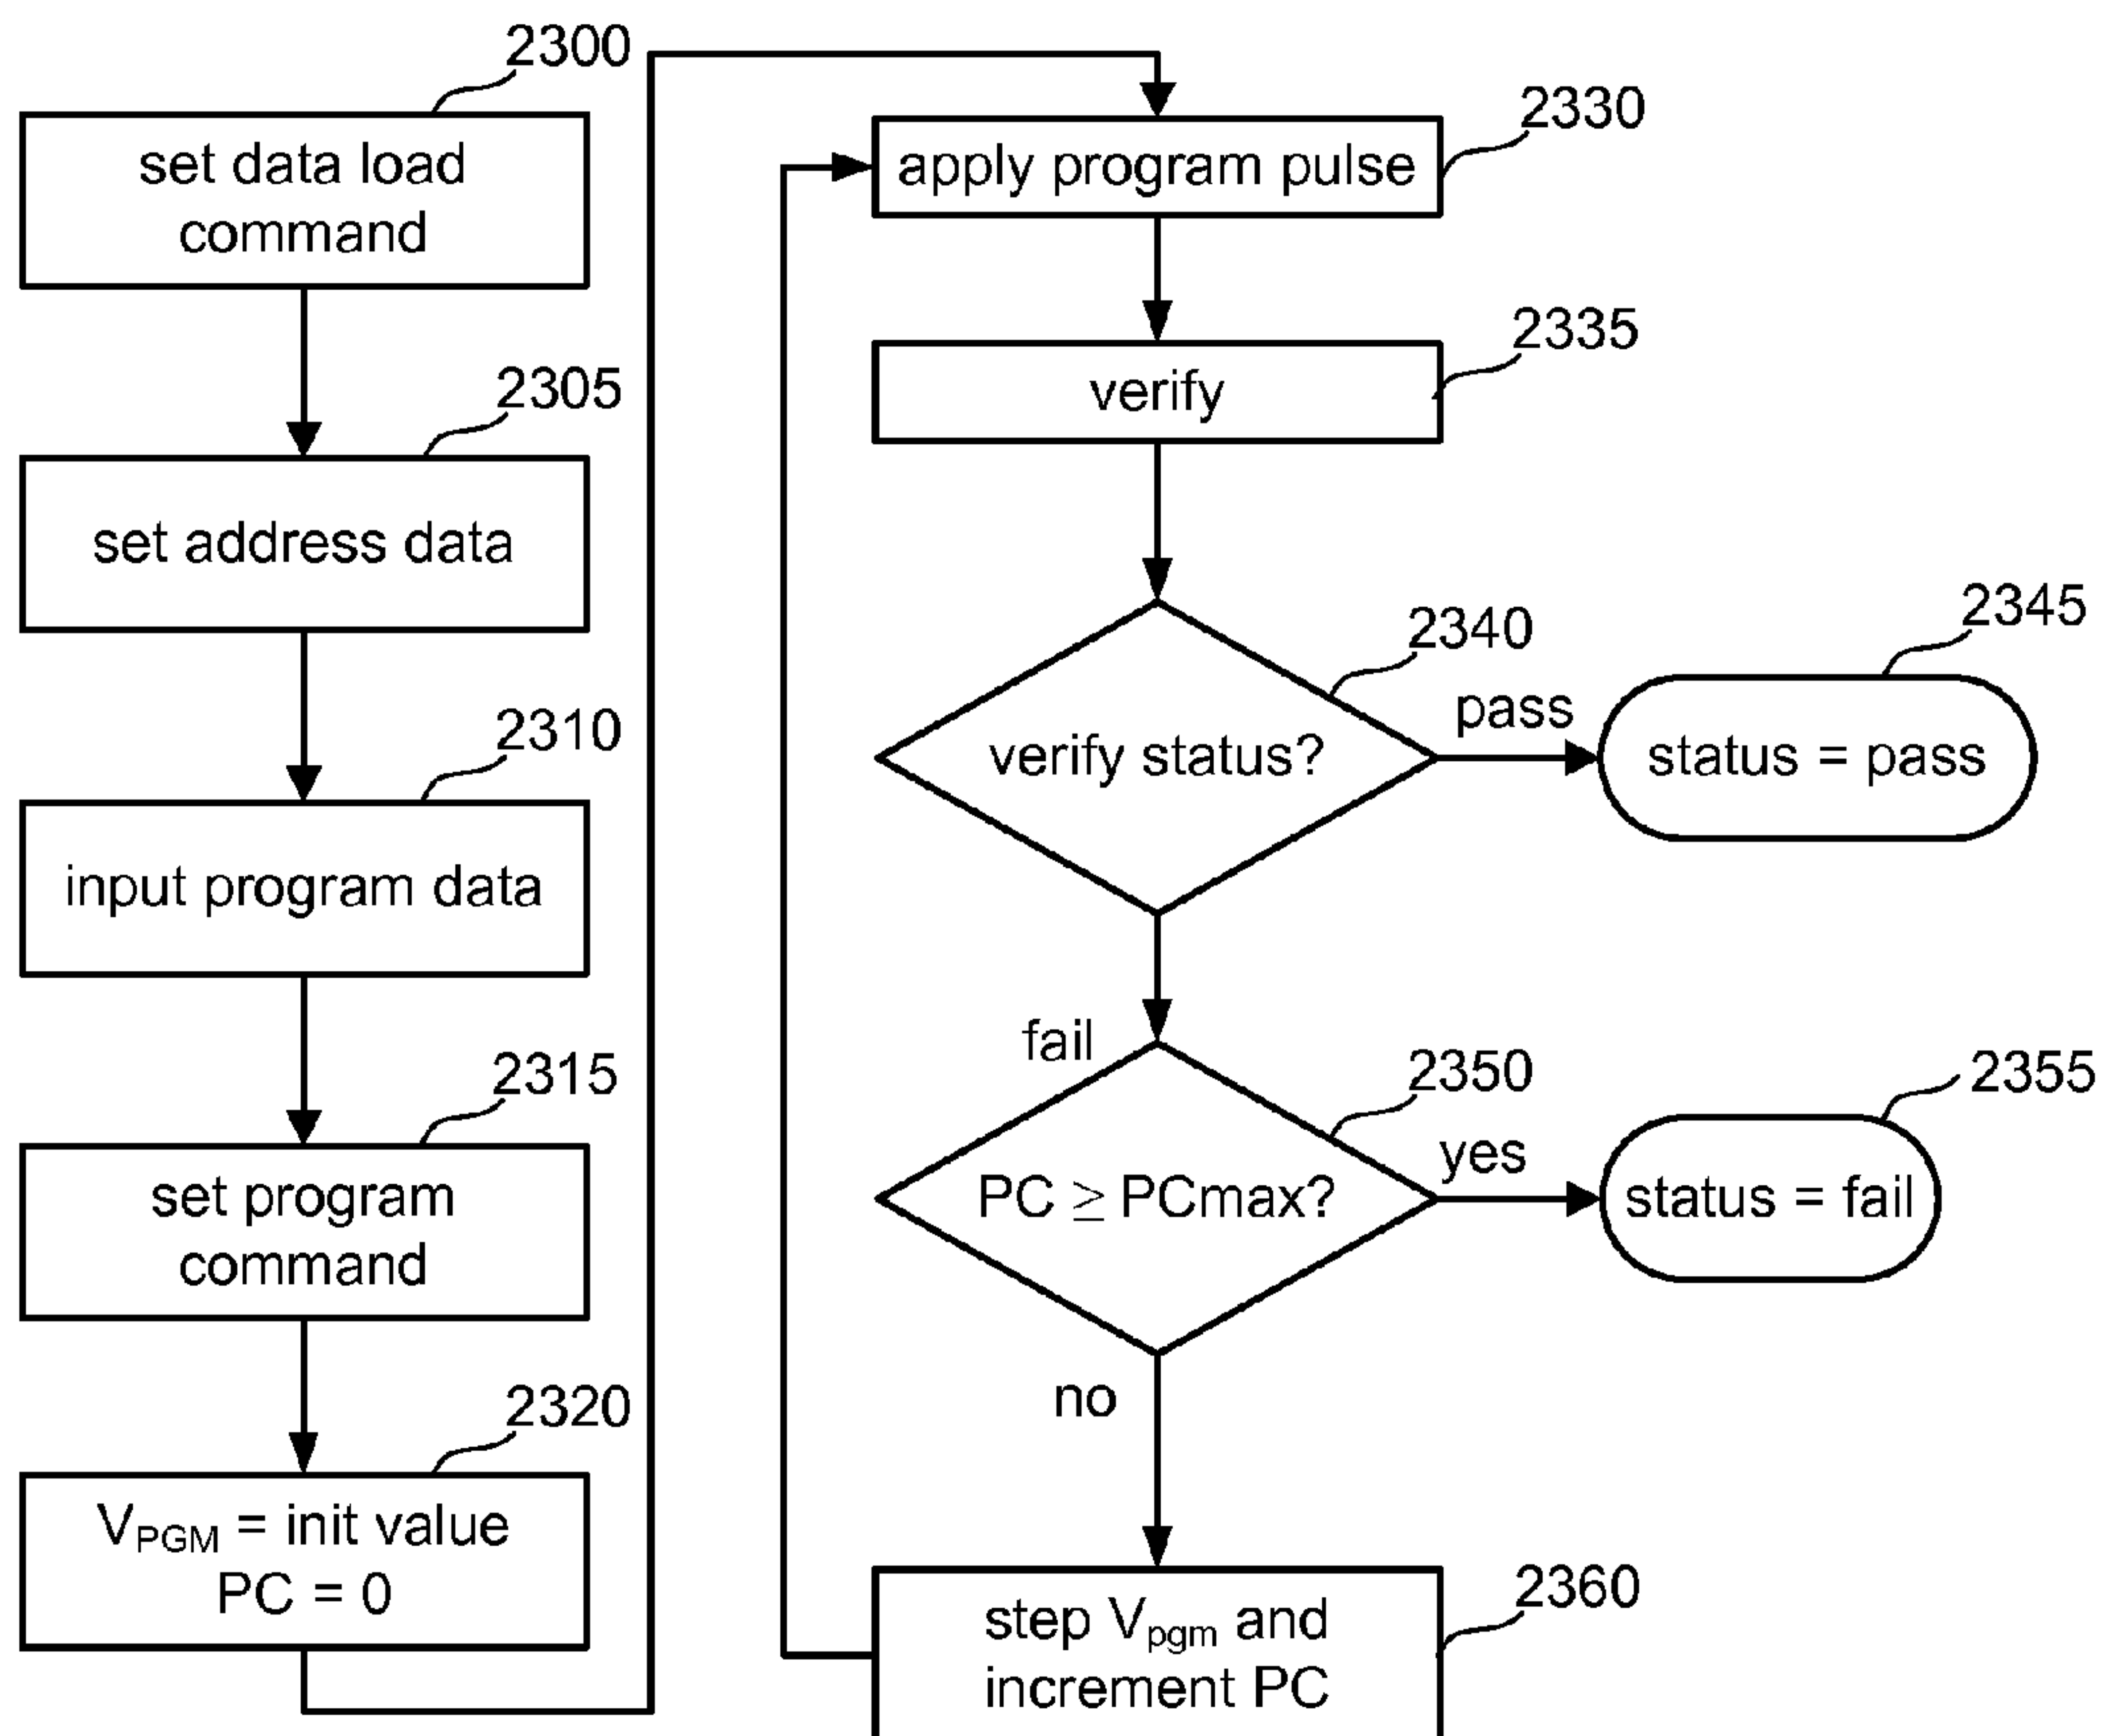 2300
set data load
command
2305
set address data
2310
input program data
2315
set program
command
2320
VPGM = init value
PC = 0
2330
apply program pulse
2335
verify
2340
verify status?
pass
2345
status = pass
fail
2350
PC ≥ PCmax?
yes
2355
status = fail
no
2360
step Vpgm and
increment PC